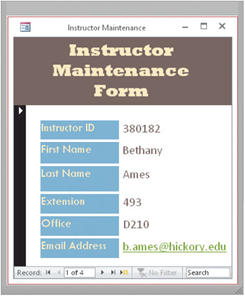 Instructor Maintenance
Instructor
Maintenance
Form
Instructor ID 380182
First Name Bethany
Last Name Ames
Extension 493
Office D210
Email Address b.ames@hickory.edu
Record: 1 of 4 No Filter Search